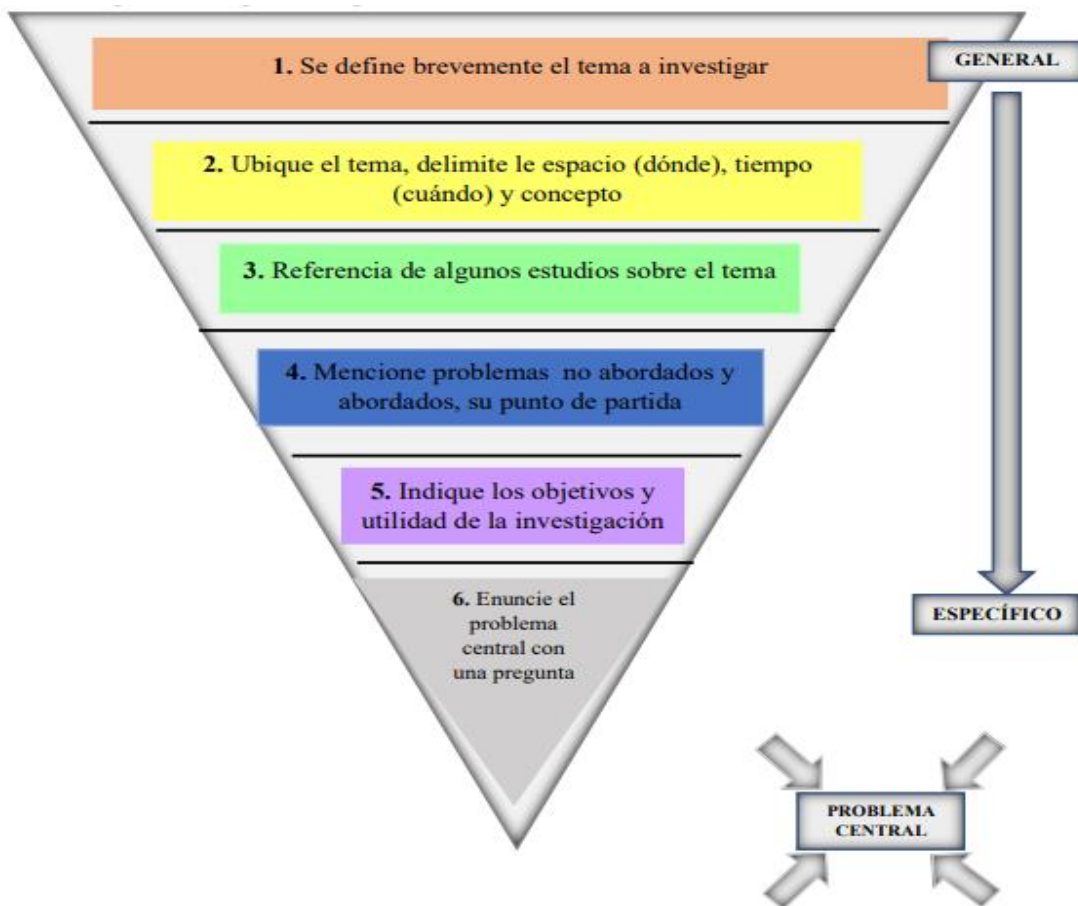 1. Se define brevemente el tema a investigar
GENERAL
2. Ubique el tema, delimite le espacio (dónde), tiempo
(cuándo) y concepto
3. Referencia de algunos estudios sobre el tema
4. Mencione problemas no abordados y
abordados, su punto de partida
5. Indique los objetivos y
utilidad de la investigación
6. Enuncie el
problema
central con
una pregunta
ESPECÍFICO
PROBLEMA
CENTRAL